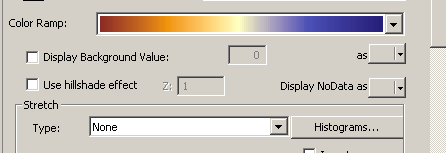 Color Ramp:
Display Background Value: 0 as
Use hillshade effect Z: 1 Display NoData as
Stretch
Type: None Histograms...